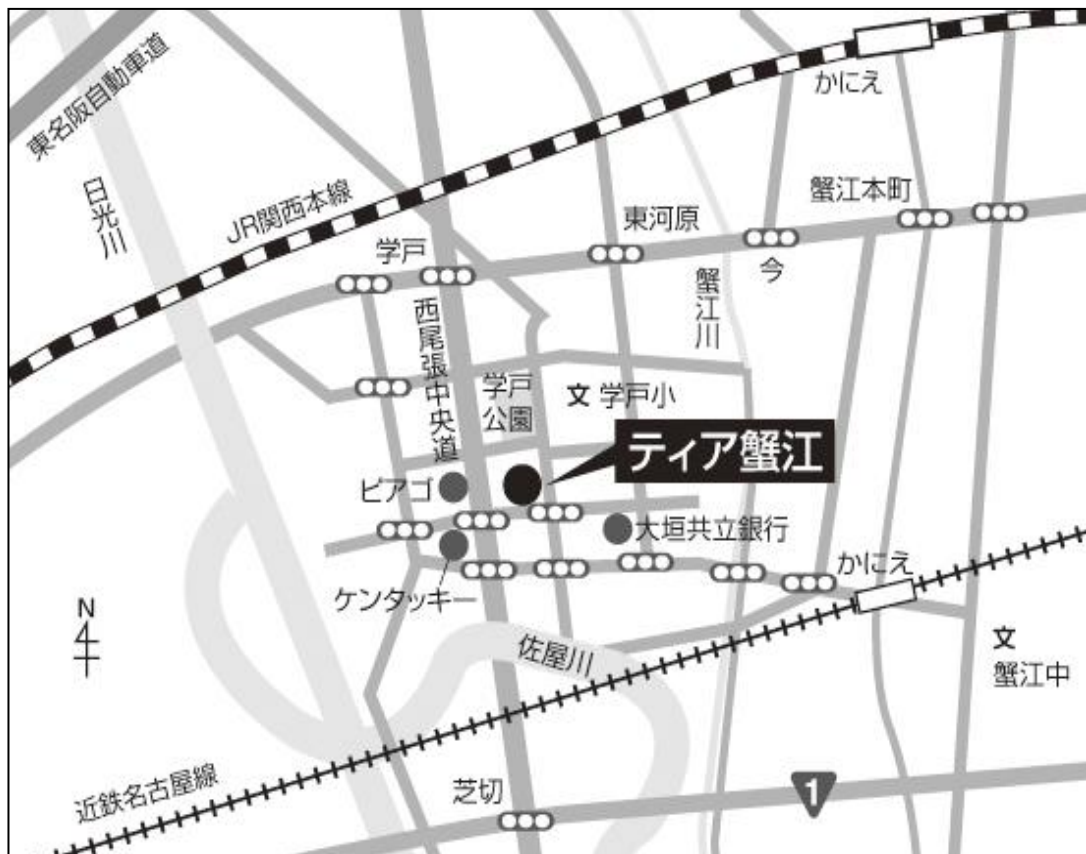 東名阪自動車道
かにえ
日光川
JR関西本線
蟹江本町
東河原
学戸
今
蟹江川
西尾張中央道
学戸
公園
文 学戸小
ティア蟹江
ピアゴ
大垣共立銀行
かにえ
ケンタッキー
N
佐屋川
文
蟹江中
近鉄名古屋線
芝切
1